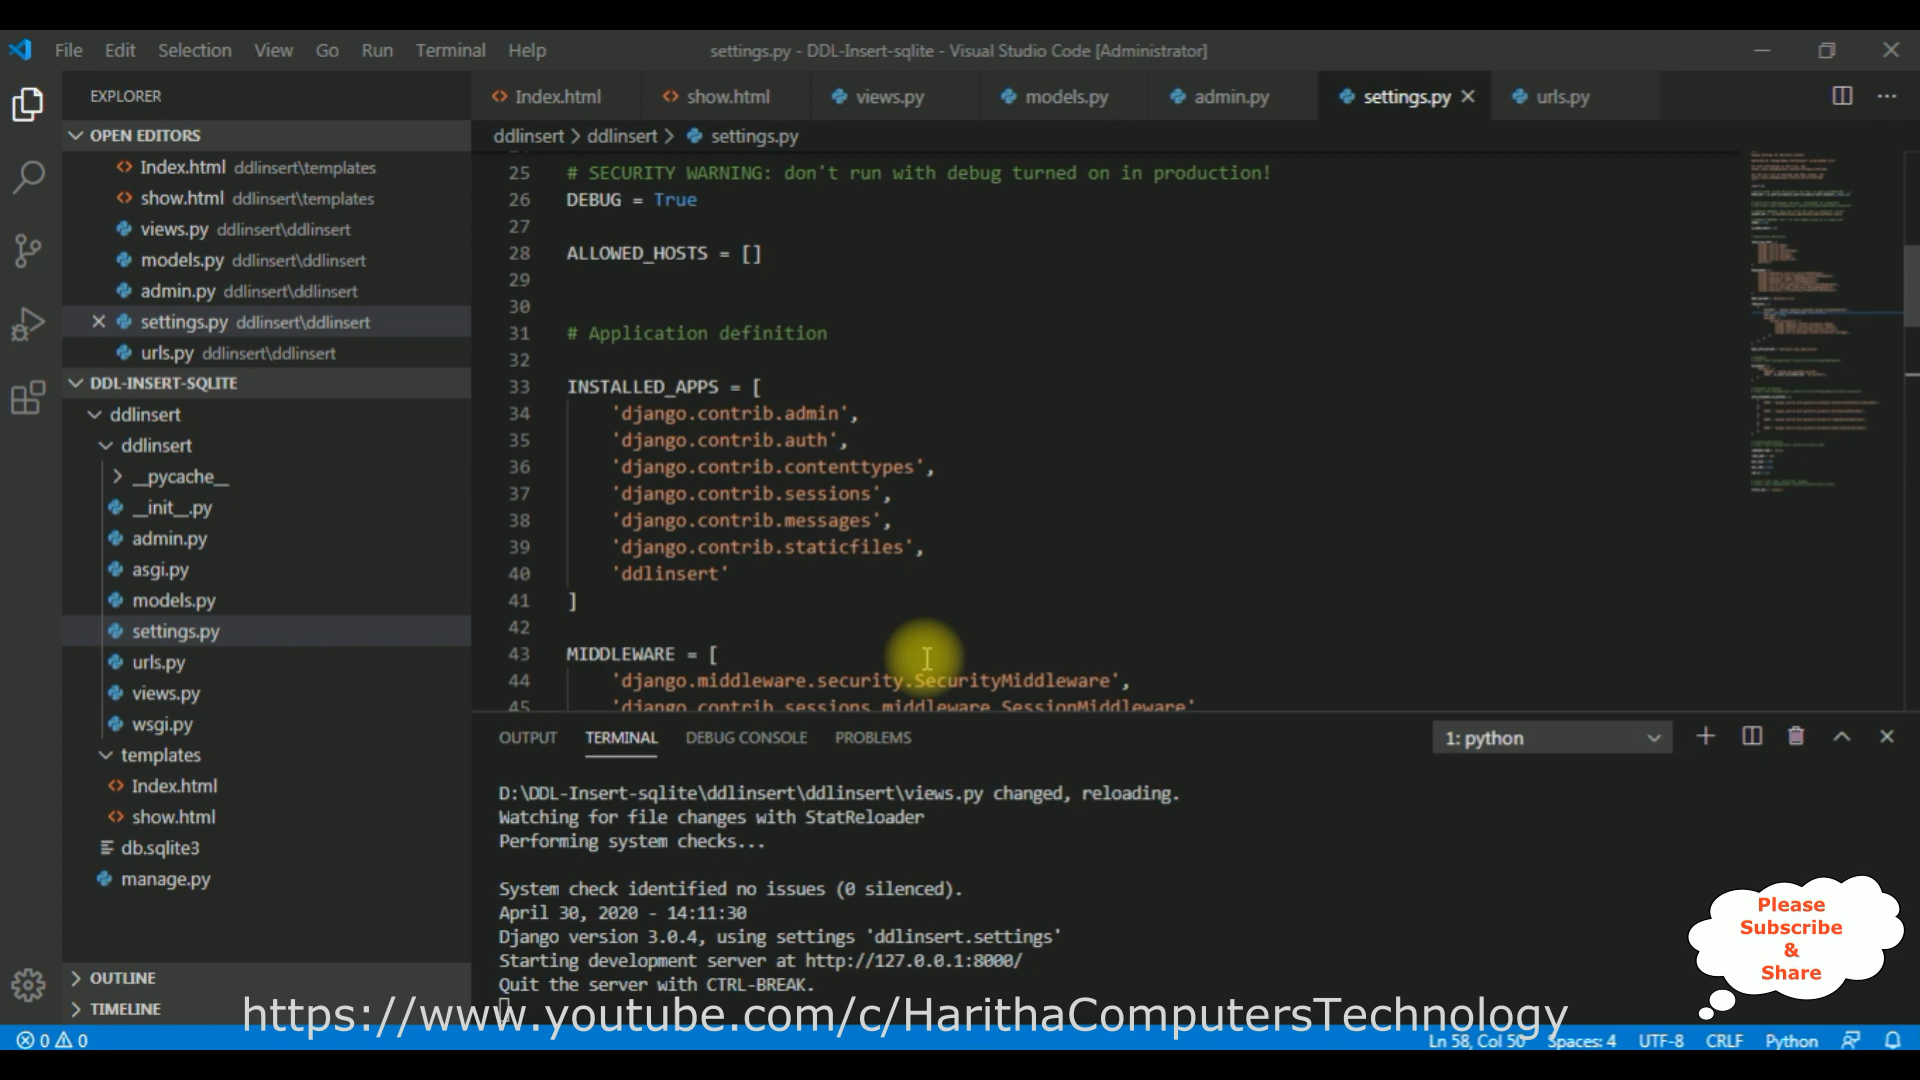 File Edit Selection View Go Run Terminal Help settings.py - DDL-Insert-sqlite - Visual Studio Code [Administrator]
EXPLORER
OPEN EDITORS
Index.html ddlinsert\templates
show.html ddlinsert\templates
views.py ddlinsert\ddlinsert
models.py ddlinsert\ddlinsert
admin.py ddlinsert\ddlinsert
settings.py ddlinsert\ddlinsert
urls.py ddlinsert\ddlinsert
DDL-INSERT-SQLITE
ddlinsert
ddlinsert
__pycache__
__init__.py
admin.py
asgi.py
models.py
settings.py
urls.py
views.py
wsgi.py
templates
Index.html
show.html
db.sqlite3
manage.py
OUTLINE
TIMELINE
Index.html show.html views.py models.py admin.py settings.py urls.py
ddlinsert > ddlinsert > settings.py
25 # SECURITY WARNING: don't run with debug turned on in production!
26 DEBUG = True
27
28 ALLOWED_HOSTS = []
29
30
31 # Application definition
32
33 INSTALLED_APPS = [
34 'django.contrib.admin',
35 'django.contrib.auth',
36 'django.contrib.contenttypes',
37 'django.contrib.sessions',
38 'django.contrib.messages',
39 'django.contrib.staticfiles',
40 'ddlinsert'
41 ]
42
43 MIDDLEWARE = [
44 'django.middleware.security.SecurityMiddleware',
45 'django.contrib.sessions.middleware.SessionMiddleware'
OUTPUT TERMINAL DEBUG CONSOLE PROBLEMS 1: python
D:\DDL-Insert-sqlite\ddlinsert\ddlinsert\views.py changed, reloading.
Watching for file changes with StatReloader
Performing system checks...
System check identified no issues (0 silenced).
April 30, 2020 - 14:11:30
Django version 3.0.4, using settings 'ddlinsert.settings'
Starting development server at http://127.0.0.1:8000/
Quit the server with CTRL-BREAK.
Please
Subscribe
&
Share
https://www.youtube.com/c/HarithaComputersTechnology
0 0 Ln 58, Col 50 Spaces: 4 UTF-8 CRLF Python